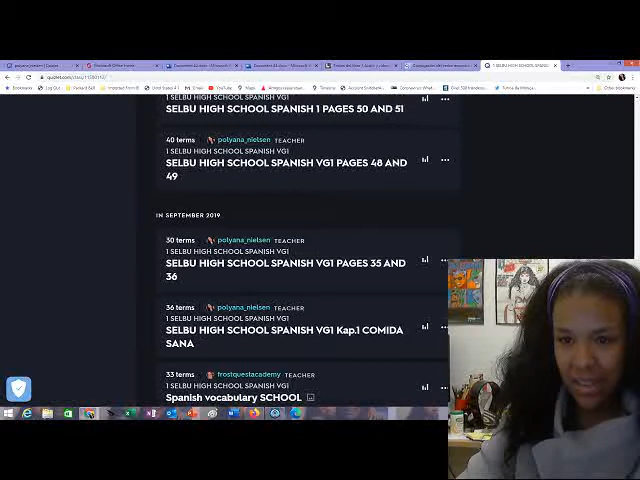 quizlet.com/class/11580142/
1 SELBU HIGH SCHOOL SPANISH VG1
SELBU HIGH SCHOOL SPANISH 1 PAGES 50 AND 51
40 terms polyana_nielsen TEACHER
1 SELBU HIGH SCHOOL SPANISH VG1
SELBU HIGH SCHOOL SPANISH VG1 PAGES 48 AND
49
IN SEPTEMBER 2019
30 terms polyana_nielsen TEACHER
1 SELBU HIGH SCHOOL SPANISH VG1
SELBU HIGH SCHOOL SPANISH VG1 PAGES 35 AND
36
36 terms polyana_nielsen TEACHER
1 SELBU HIGH SCHOOL SPANISH VG1
SELBU HIGH SCHOOL SPANISH VG1 Kap.1 COMIDA
SANA
33 terms frostquestacademy TEACHER
1 SELBU HIGH SCHOOL SPANISH VG1
Spanish vocabulary SCHOOL